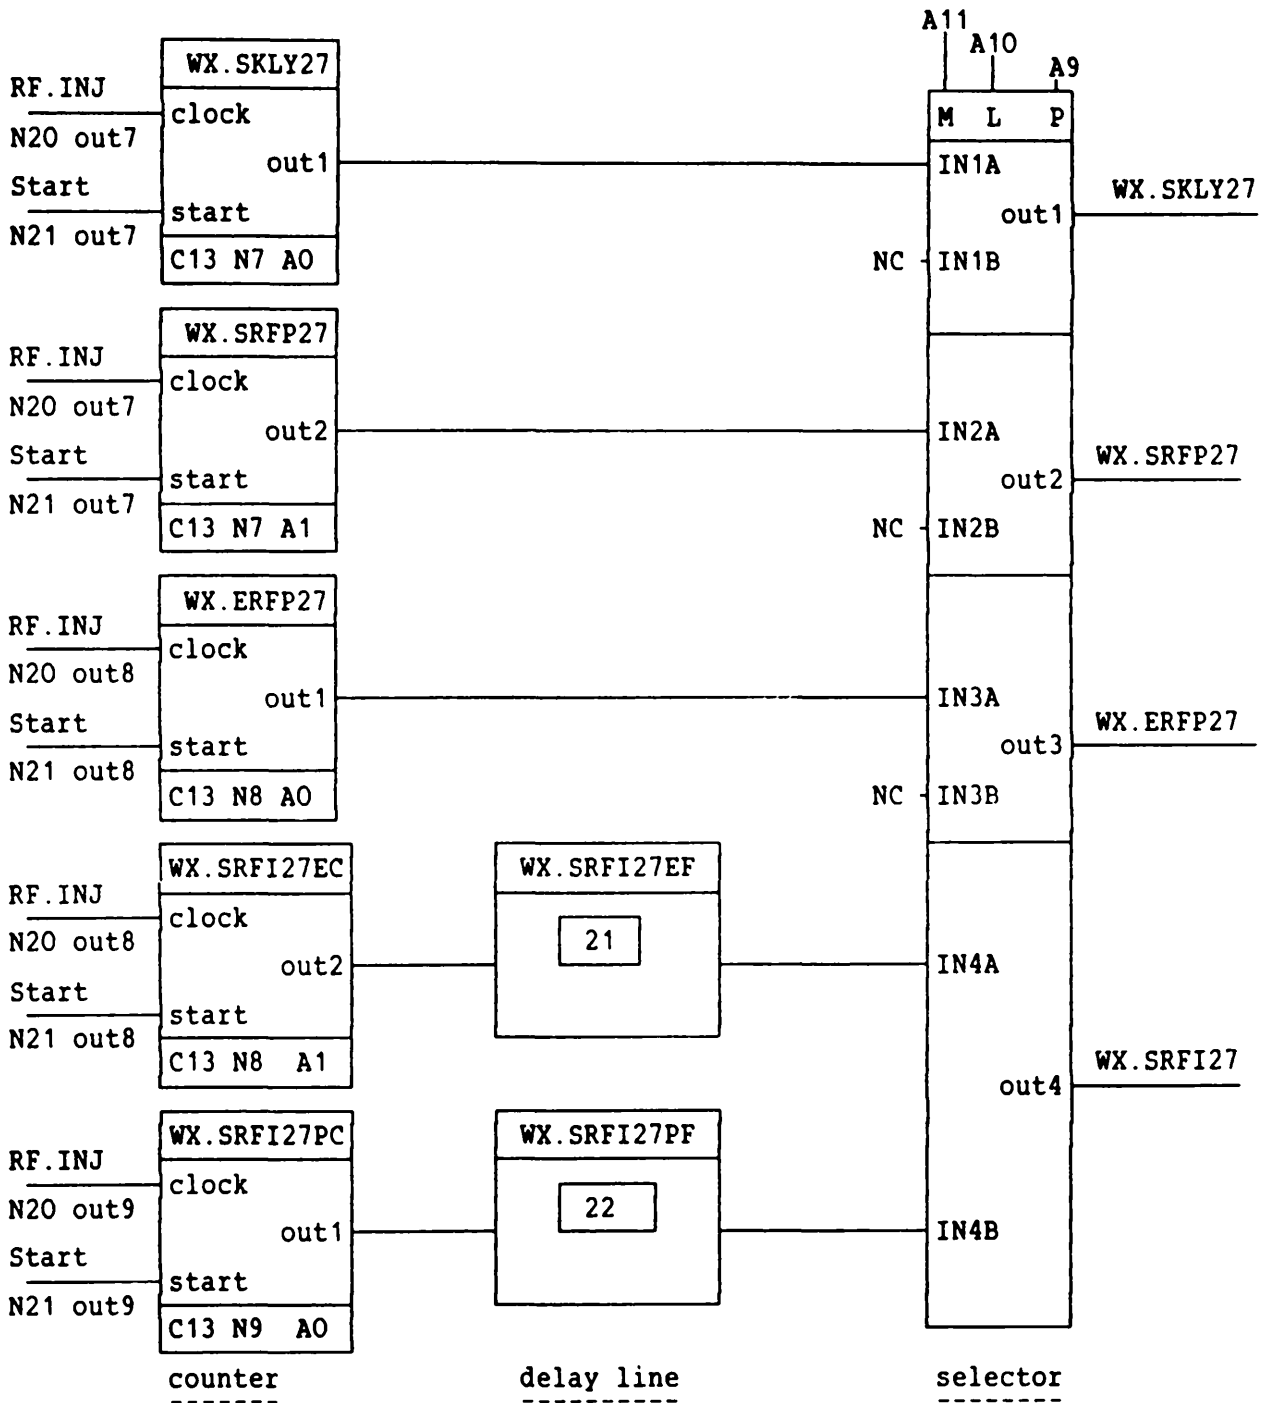 A11
A10
A9
M L P
WX.SKLY27
RF.INJ
clock
N20 out7
out1
Start
start
N21 out7
C13 N7 A0
IN1A
WX.SKLY27
out1
NC IN1B
WX.SRFP27
RF.INJ
clock
N20 out7
out2
Start
start
N21 out7
C13 N7 A1
IN2A
WX.SRFP27
out2
NC IN2B
WX.ERFP27
RF.INJ
clock
N20 out8
out1
Start
start
N21 out8
C13 N8 A0
IN3A
WX.ERFP27
out3
NC IN3B
WX.SRFI27EC
RF.INJ
clock
N20 out8
out2
Start
start
N21 out8
C13 N8 A1
WX.SRFI27EF
21
IN4A
WX.SRFI27
out4
WX.SRFI27PC
RF.INJ
clock
N20 out9
out1
Start
start
N21 out9
C13 N9 A0
WX.SRFI27PF
22
IN4B
counter
delay line
selector